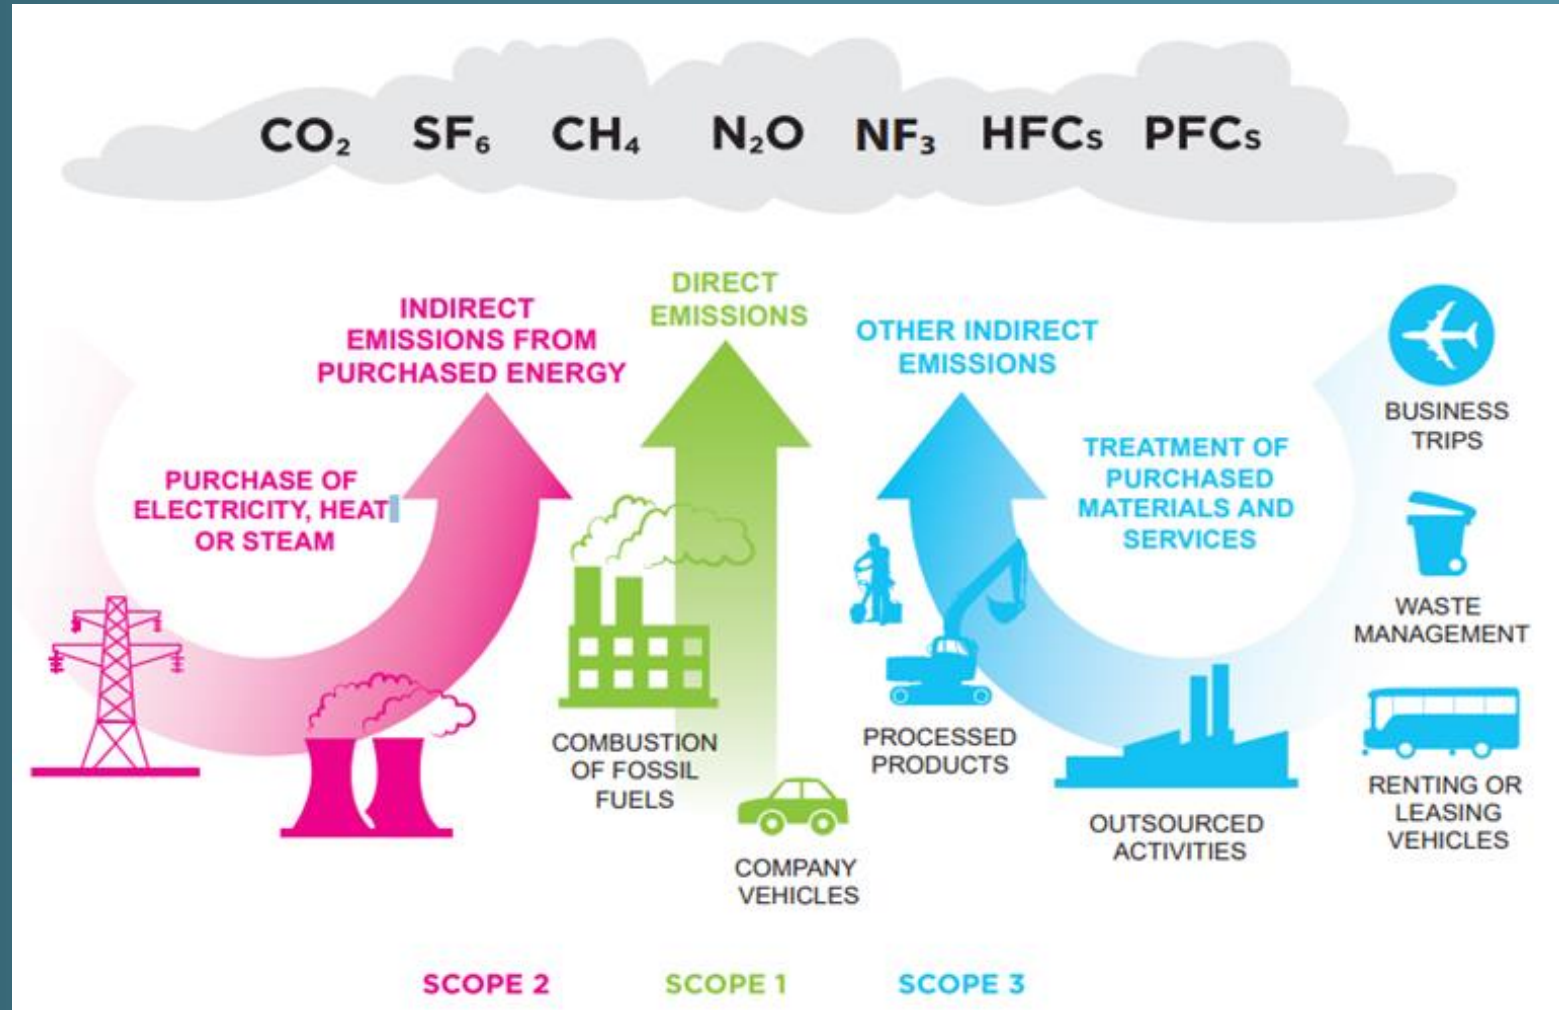 CO₂ SF₆ CH₄ N₂O NF₃ HFCs PFCs
INDIRECT
EMISSIONS FROM
PURCHASED ENERGY
DIRECT
EMISSIONS
OTHER INDIRECT
EMISSIONS
PURCHASE OF
ELECTRICITY, HEAT
OR STEAM
TREATMENT OF
PURCHASED
MATERIALS AND
SERVICES
BUSINESS
TRIPS
WASTE
MANAGEMENT
COMBUSTION
OF FOSSIL
FUELS
COMPANY
VEHICLES
PROCESSED
PRODUCTS
OUTSOURCED
ACTIVITIES
RENTING OR
LEASING
VEHICLES
SCOPE 2
SCOPE 1
SCOPE 3